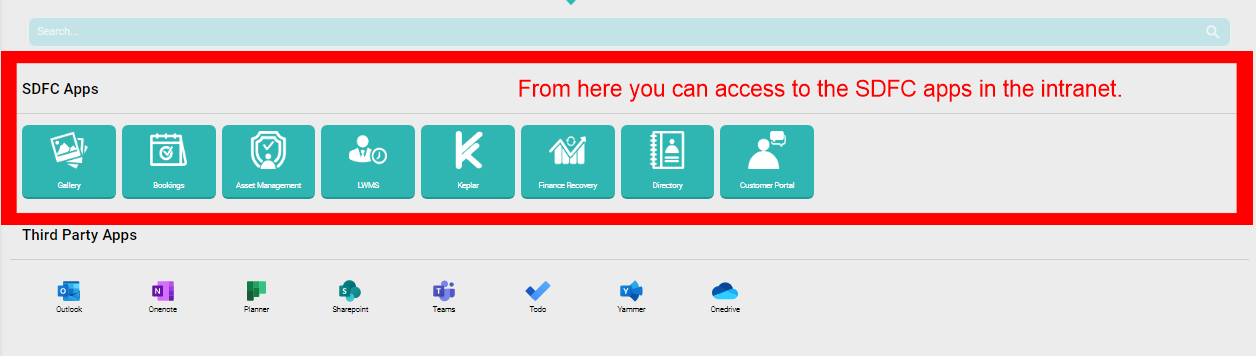 Search...
SDFC Apps
From here you can access to the SDFC apps in the intranet.
Gallery Bookings Asset Management LWMS Keplar Finance Recovery Directory Customer Portal
Third Party Apps
Outlook Onenote Planner Sharepoint Teams Todo Yammer Onedrive